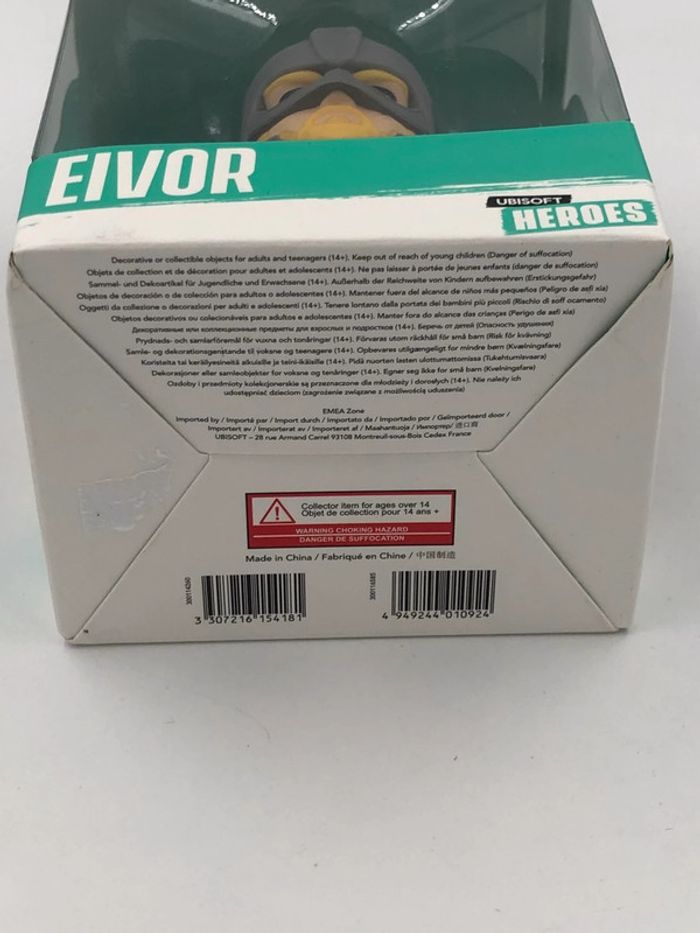 EIVOR
UBISOFT
HEROES
Decorative or collectible objects for adults and teenagers (14+). Keep out of reach of young children (Danger of suffocation)
Objets de collection et de décoration pour adultes et adolescents (14+). Ne pas laisser à portée de jeunes enfants (danger de suffocation)
Sammel- und Dekoartikel für Jugendliche und Erwachsene (14+). Außerhalb der Reichweite von Kindern aufbewahren (Erstickungsgefahr)
Objetos de decoración o de colección para adultos o adolescentes (14+). Mantener fuera del alcance de niños más pequeños (Peligro de asfixia)
Oggetti da collezione o decorazioni per adulti e adolescenti (14+). Tenere lontano dalla portata dei bambini più piccoli (Rischio di soffocamento)
Objetos decorativos ou colecionáveis para adultos e adolescentes (14+). Manter fora do alcance das crianças (Perigo de asfixia)
Декоративные или коллекционные предметы для взрослых и подростков (14+). Беречь от детей (Опасность удушения)
Prydnads- och samlarföremål för vuxna och tonåringar (14+). Förvaras utom räckhåll för små barn (Risk för kvävning)
Samle- og dekorationsgenstande til voksne og teenagere (14+). Opbevares utilgængeligt for mindre børn (Kvælningsfare)
Koristeita tai keräilyesineitä aikuisille ja teini-ikäisille (14+). Pidä nuorten lasten ulottumattomissa (Tukehtumisvaara)
Dekorasjoner eller samleobjekter for voksne og tenåringer (14+). Egner seg ikke for små barn (Kvelningsfare)
Ozdoby i przedmioty kolekcjonerskie są przeznaczone dla młodzieży i dorosłych (14+). Nie należy ich
udostępniać dzieciom (zagrożenie związane z możliwością uduszenia)
EMEA Zone
Imported by / Importé par / Import durch / Importato da / Importado por / Geïmporteerd door /
Importert av / Importerat av / Importeret af / Maahantuoja / Импортер/ 进口商
UBISOFT – 28 rue Armand Carrel 93108 Montreuil-sous-Bois Cedex France
Collector item for ages over 14
Objet de collection pour 14 ans +
WARNING CHOKING HAZARD
DANGER DE SUFFOCATION
Made in China / Fabriqué en Chine / 中国制造
300114260
3 307216 154181
300116585
4 949244 010924